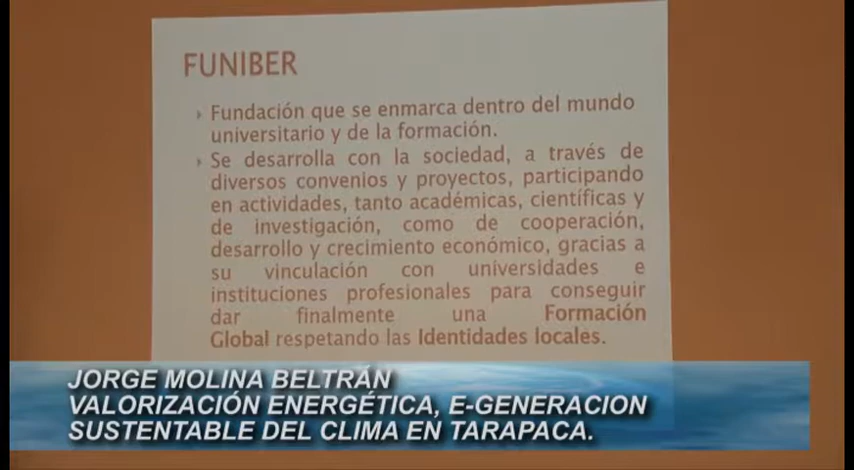 FUNIBER
Fundación que se enmarca dentro del mundo
universitario y de la formación.
Se desarrolla con la sociedad, a través de
diversos convenios y proyectos, participando
en actividades, tanto académicas, científicas y
de investigación, como de cooperación,
desarrollo y crecimiento económico, gracias a
su vinculación con universidades e
instituciones profesionales para conseguir
dar finalmente una Formación
Global respetando las Identidades locales.
JORGE MOLINA BELTRÁN
VALORIZACIÓN ENERGÉTICA, E-GENERACION
SUSTENTABLE DEL CLIMA EN TARAPACA.